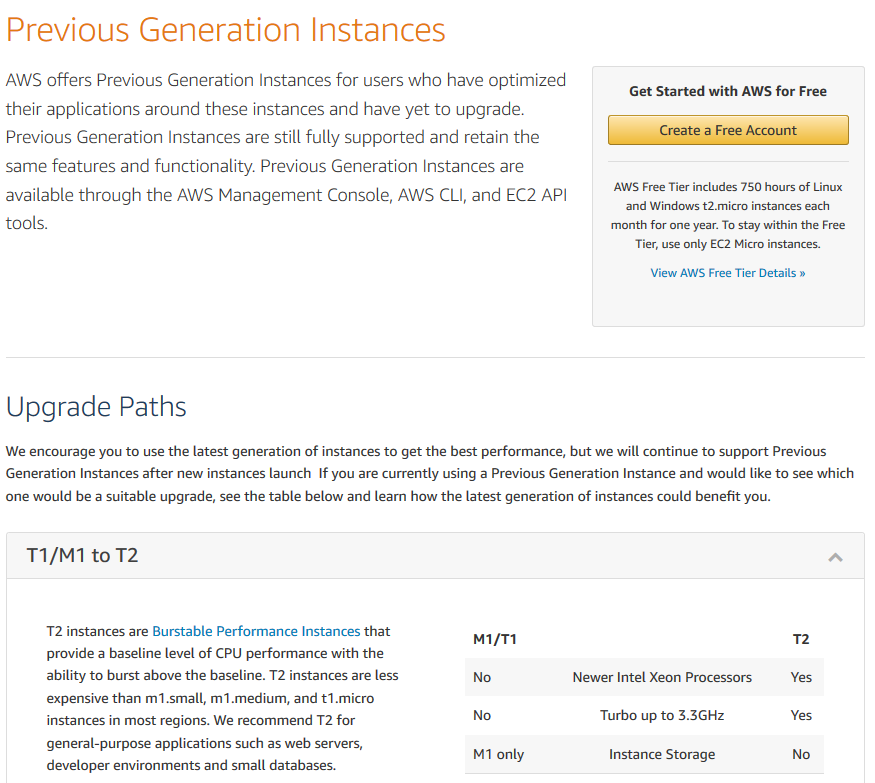 Previous Generation Instances
AWS offers Previous Generation Instances for users who have optimized
their applications around these instances and have yet to upgrade.
Previous Generation Instances are still fully supported and retain the
same features and functionality. Previous Generation Instances are
available through the AWS Management Console, AWS CLI, and EC2 API
tools.
Get Started with AWS for Free
Create a Free Account
AWS Free Tier includes 750 hours of Linux
and Windows t2.micro instances each
month for one year. To stay within the Free
Tier, use only EC2 Micro instances.
View AWS Free Tier Details »
Upgrade Paths
We encourage you to use the latest generation of instances to get the best performance, but we will continue to support Previous
Generation Instances after new instances launch  If you are currently using a Previous Generation Instance and would like to see which
one would be a suitable upgrade, see the table below and learn how the latest generation of instances could benefit you.
T1/M1 to T2
T2 instances are Burstable Performance Instances that
provide a baseline level of CPU performance with the
ability to burst above the baseline. T2 instances are less
expensive than m1.small, m1.medium, and t1.micro
instances in most regions. We recommend T2 for
general-purpose applications such as web servers,
developer environments and small databases.
M1/T1 T2
No Newer Intel Xeon Processors Yes
No Turbo up to 3.3GHz Yes
M1 only Instance Storage No